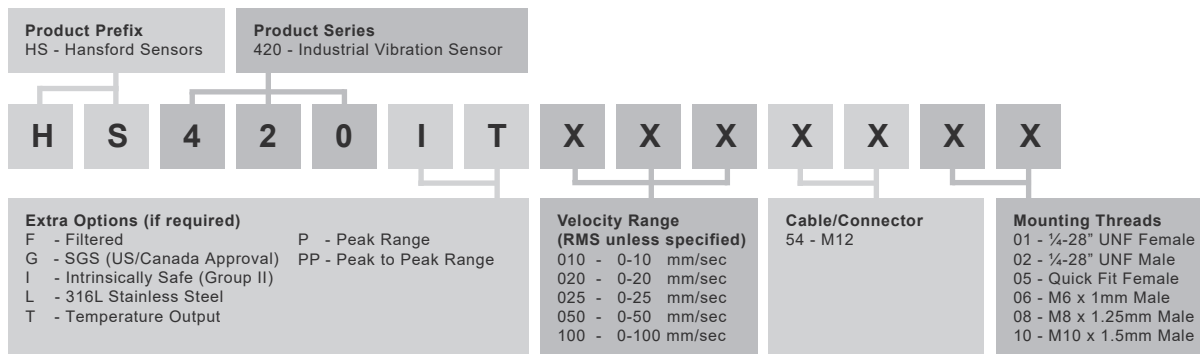 Product Prefix
HS - Hansford Sensors
Product Series
420 - Industrial Vibration Sensor
H S 4 2 0 I T X X X X X X X
Extra Options (if required)
F - Filtered
G - SGS (US/Canada Approval)
I - Intrinsically Safe (Group II)
L - 316L Stainless Steel
T - Temperature Output
P - Peak Range
PP - Peak to Peak Range
Velocity Range
(RMS unless specified)
010 - 0-10 mm/sec
020 - 0-20 mm/sec
025 - 0-25 mm/sec
050 - 0-50 mm/sec
100 - 0-100 mm/sec
Cable/Connector
54 - M12
Mounting Threads
01 - ¼-28” UNF Female
02 - ¼-28” UNF Male
05 - Quick Fit Female
06 - M6 x 1mm Male
08 - M8 x 1.25mm Male
10 - M10 x 1.5mm Male